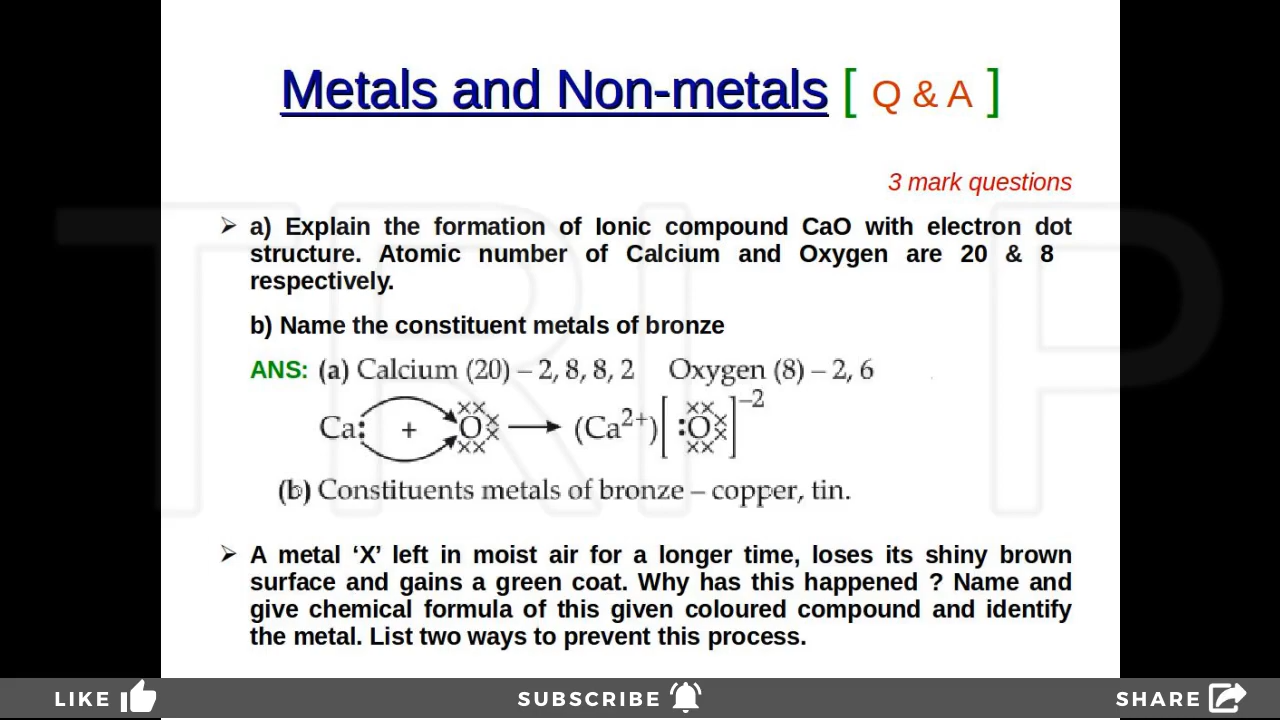 Metals and Non-metals [ Q & A ]
3 mark questions
➢ a) Explain the formation of Ionic compound CaO with electron dot
structure. Atomic number of Calcium and Oxygen are 20 & 8
respectively.
b) Name the constituent metals of bronze
ANS: (a) Calcium (20) – 2, 8, 8, 2 Oxygen (8) – 2, 6
Ca: + O ⟶ (Ca²⁺)[:O]⁻²
(b) Constituents metals of bronze – copper, tin.
➢ A metal ‘X’ left in moist air for a longer time, loses its shiny brown
surface and gains a green coat. Why has this happened ? Name and
give chemical formula of this given coloured compound and identify
the metal. List two ways to prevent this process.
LIKE SUBSCRIBE SHARE